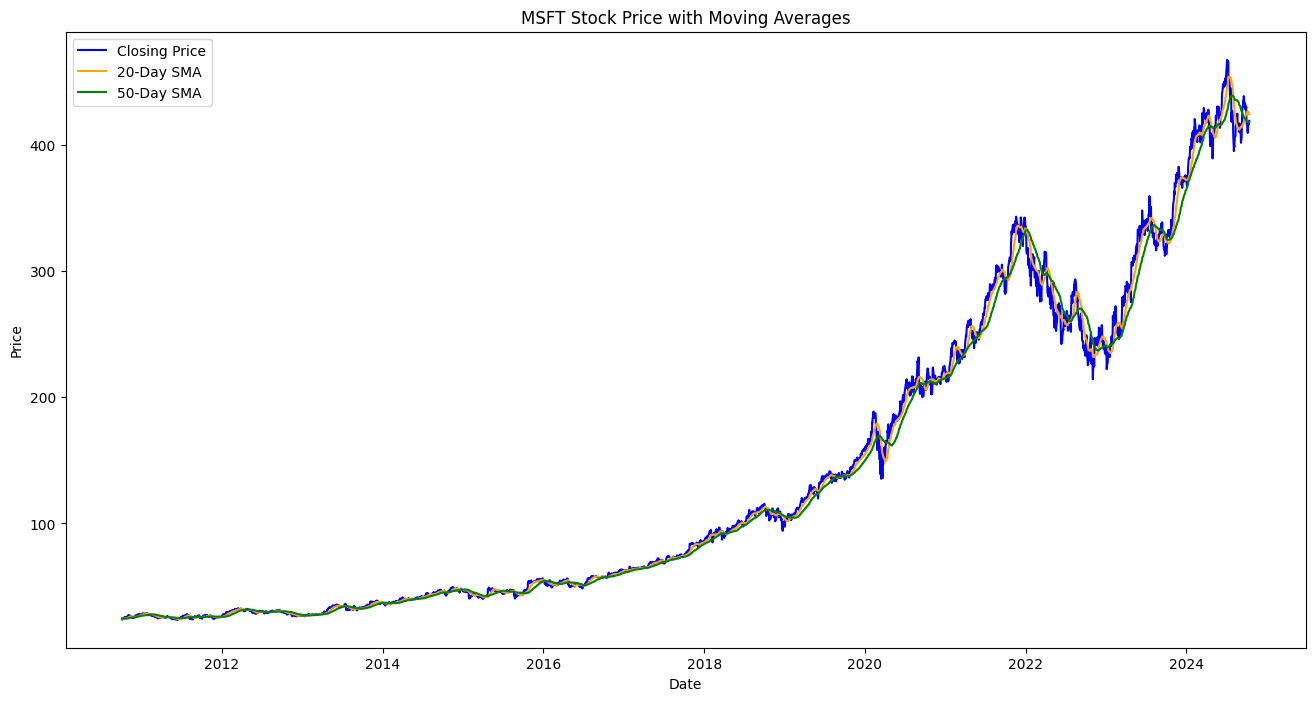 MSFT Stock Price with Moving Averages
Closing Price
20-Day SMA
50-Day SMA
Price
400
300
200
100
2012 2014 2016 2018 2020 2022 2024
Date